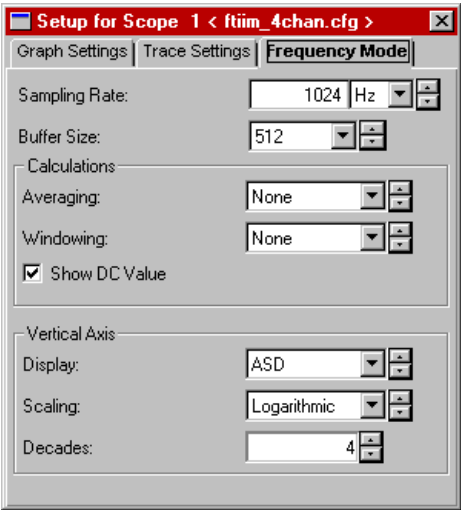 Setup for Scope 1 < ftiim_4chan.cfg >
Graph Settings Trace Settings Frequency Mode
Sampling Rate: 1024 Hz
Buffer Size: 512
Calculations
Averaging: None
Windowing: None
Show DC Value
Vertical Axis
Display: ASD
Scaling: Logarithmic
Decades: 4